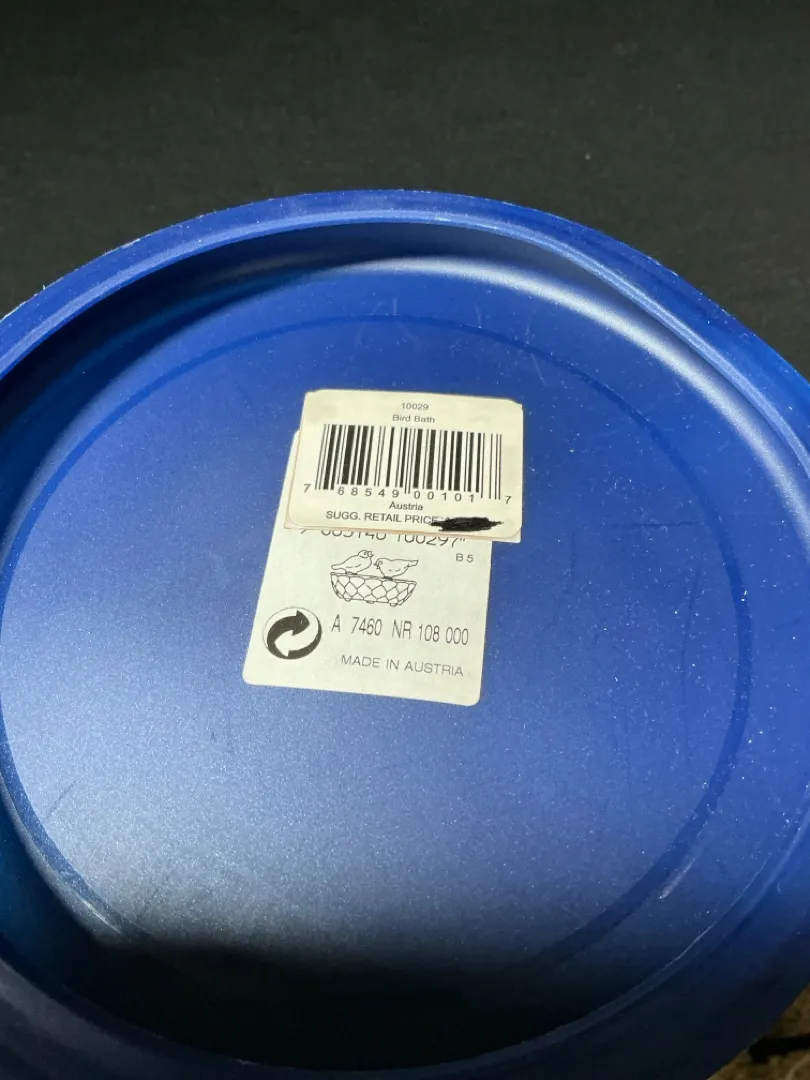 10029
Bird Bath
7 68549 00101 7
Austria
SUGG. RETAIL PRICE
100297
B 5
A 7460 NR 108 000
MADE IN AUSTRIA